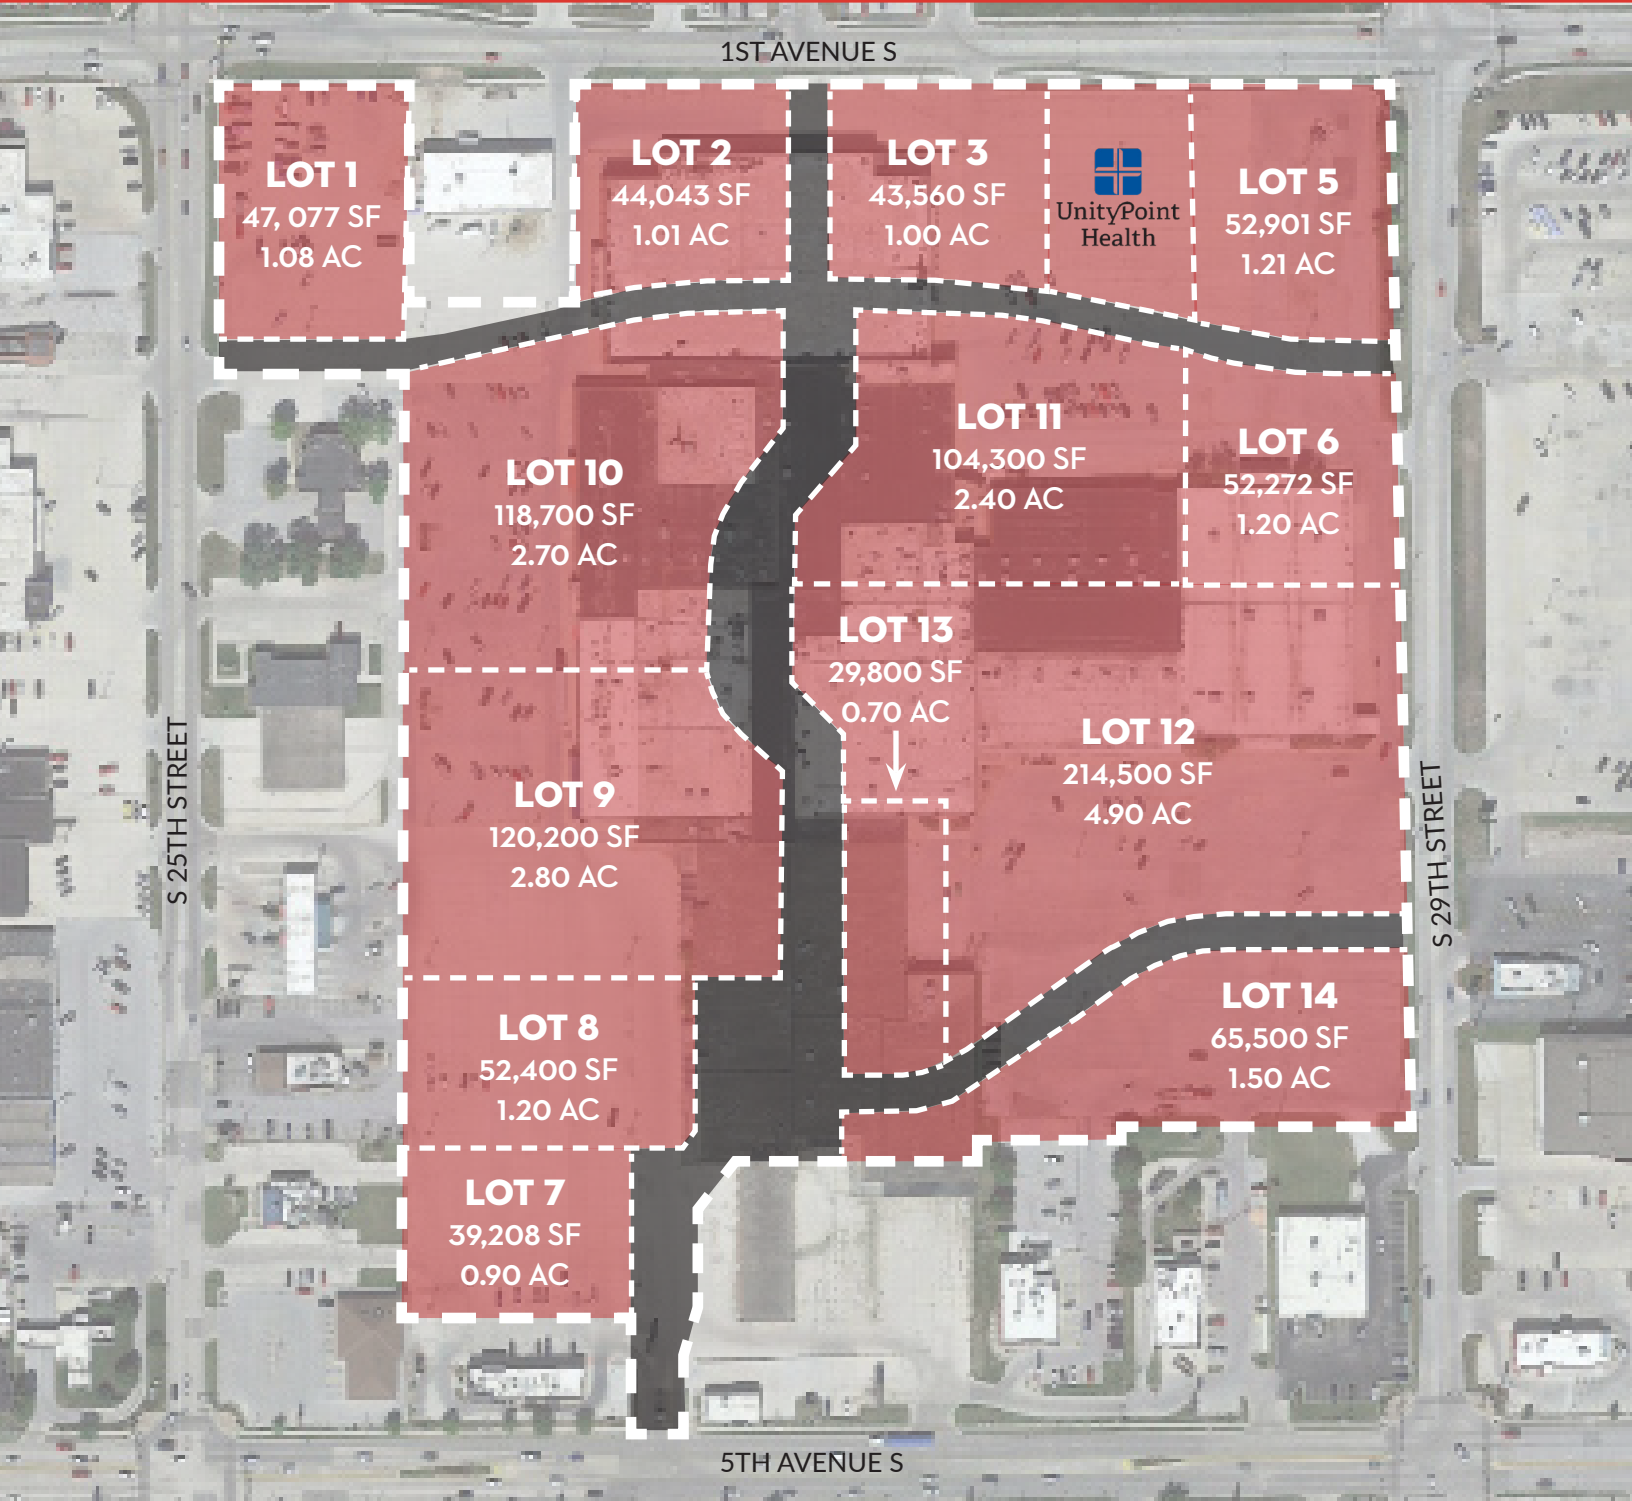 1ST AVENUE S
LOT 1
47, 077 SF
1.08 AC
LOT 2
44,043 SF
1.01 AC
LOT 3
43,560 SF
1.00 AC
UnityPoint
Health
LOT 5
52,901 SF
1.21 AC
LOT 10
118,700 SF
2.70 AC
LOT 11
104,300 SF
2.40 AC
LOT 6
52,272 SF
1.20 AC
LOT 13
29,800 SF
0.70 AC
LOT 12
214,500 SF
4.90 AC
S 25TH STREET
S 29TH STREET
LOT 9
120,200 SF
2.80 AC
LOT 8
52,400 SF
1.20 AC
LOT 14
65,500 SF
1.50 AC
LOT 7
39,208 SF
0.90 AC
5TH AVENUE S